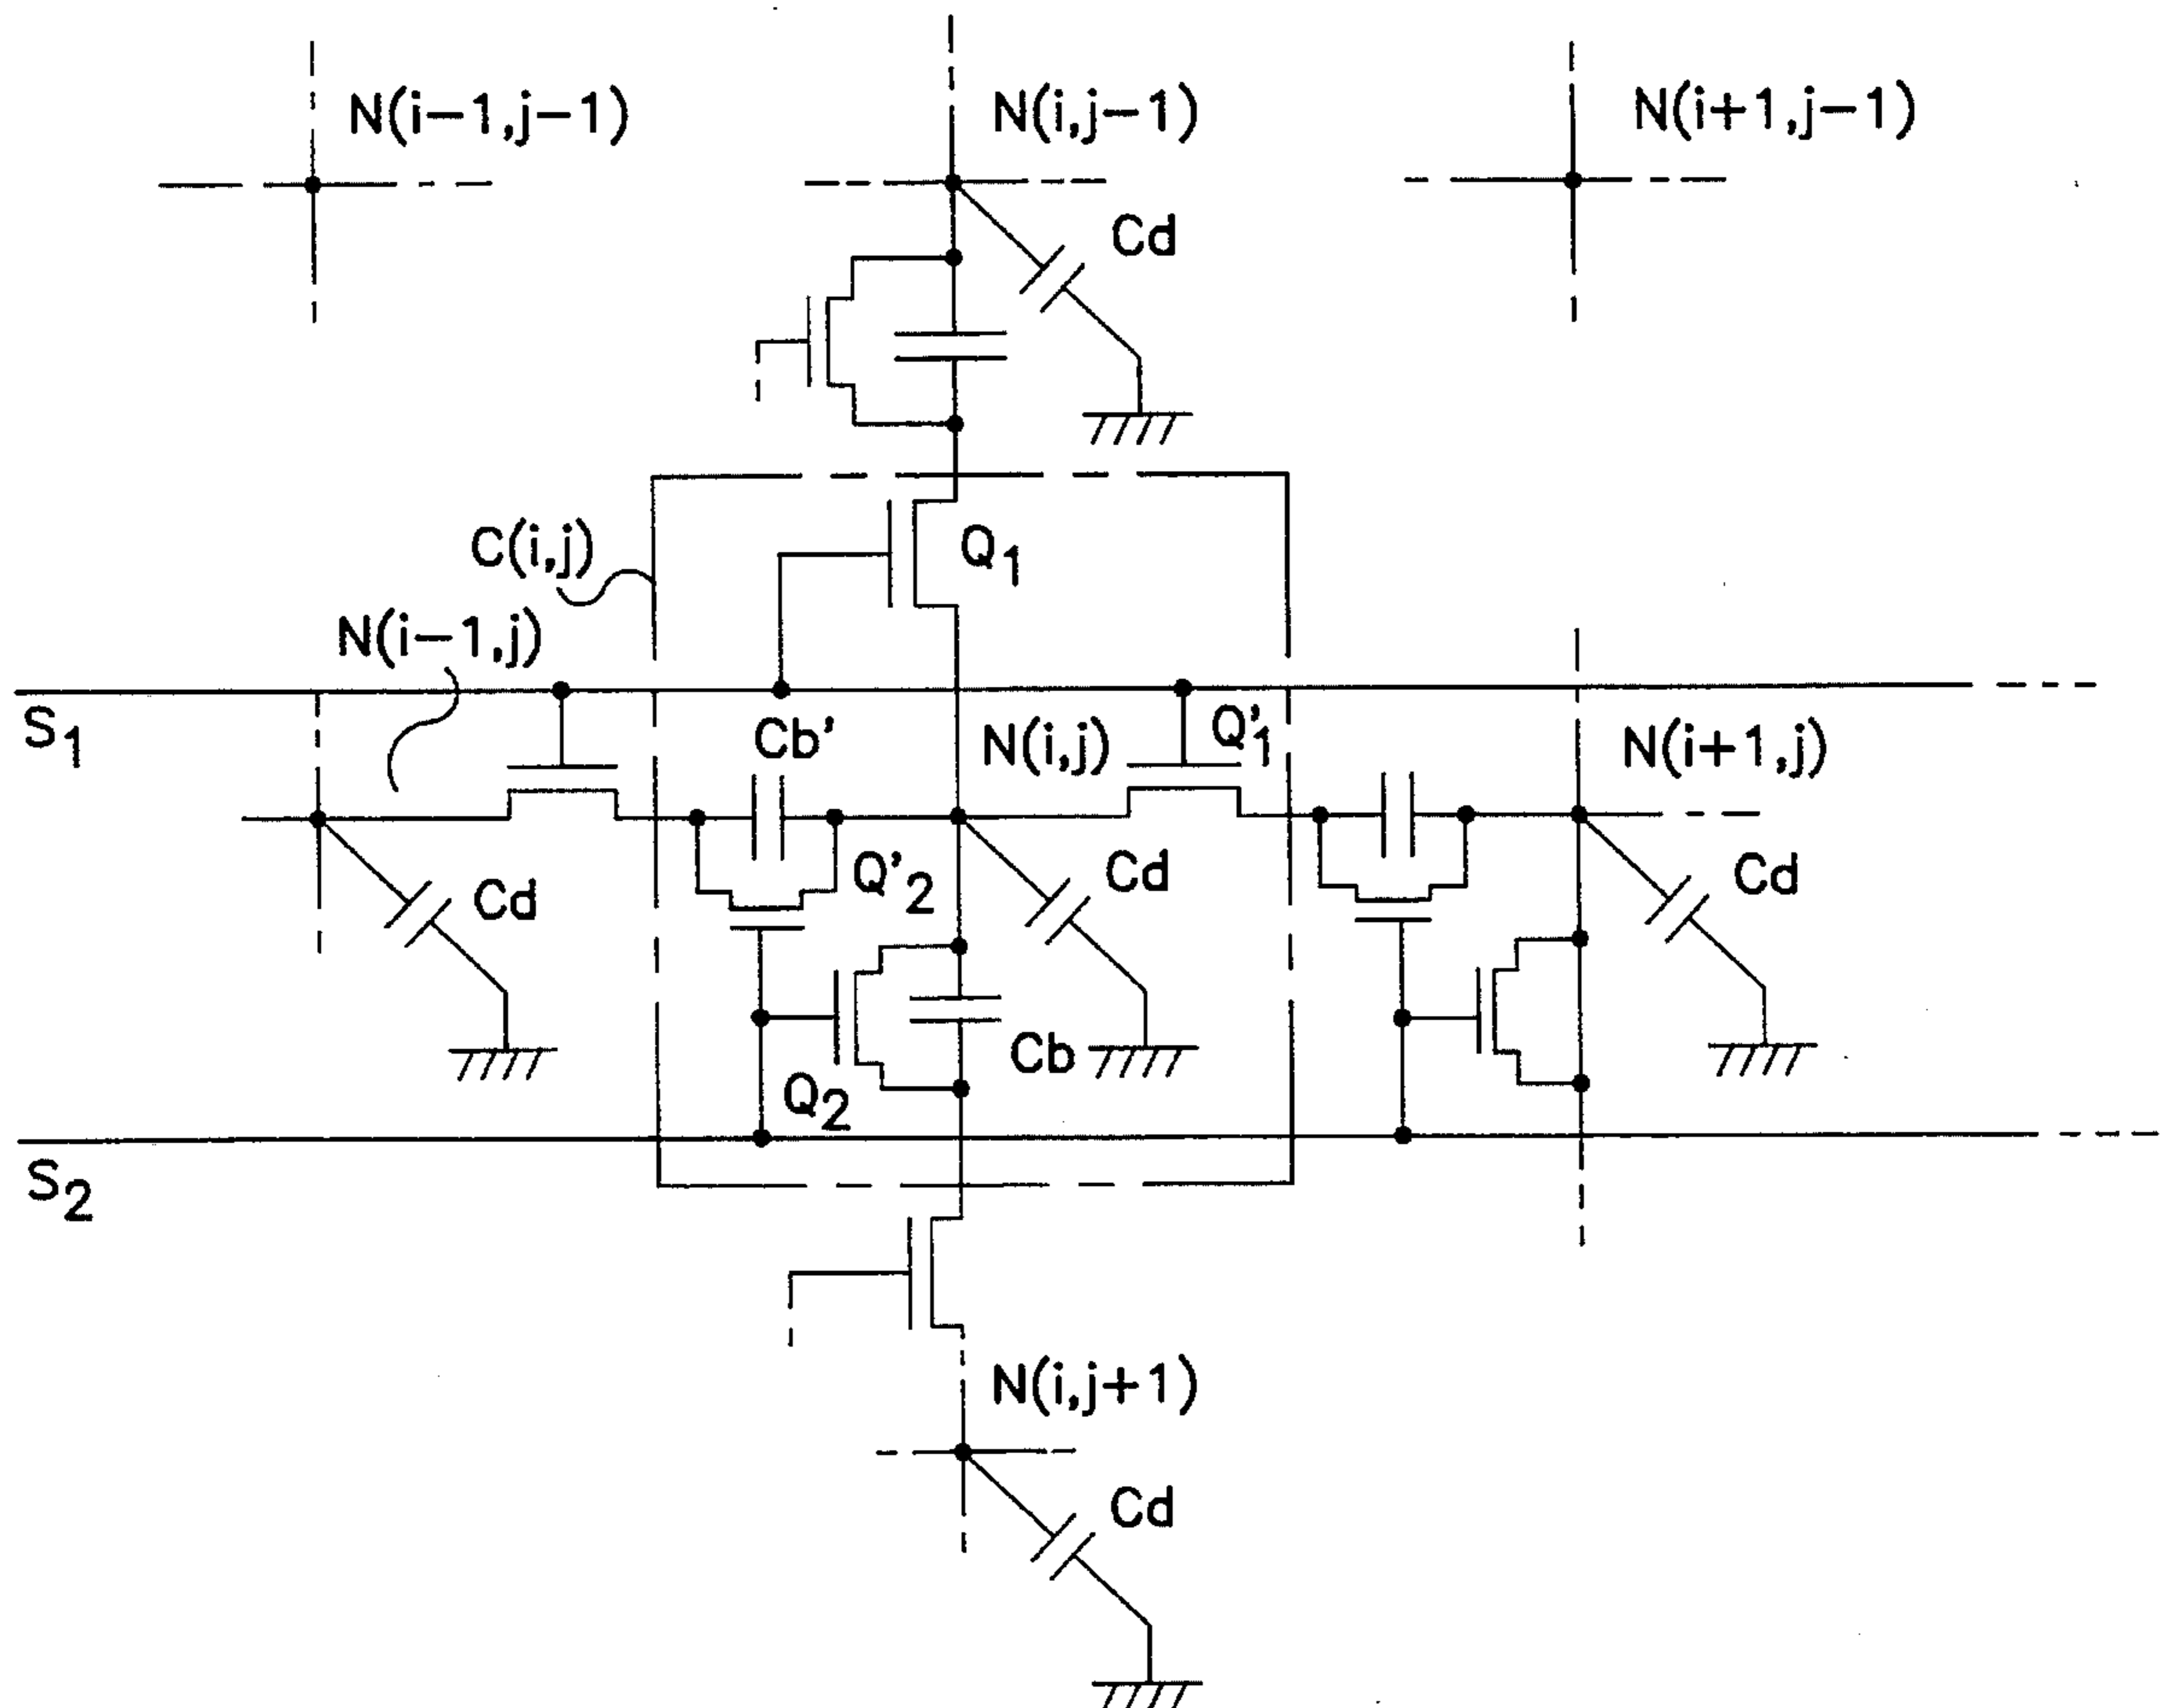 N(i−1,j−1)
N(i,j−1)
N(i+1,j−1)
Cd
C(i,j)
Q1
N(i−1,j)
S1
Cb'
N(i,j)
Q'1
N(i+1,j)
Cd
Q'2
Cd
Cd
Cb
Q2
S2
N(i,j+1)
Cd